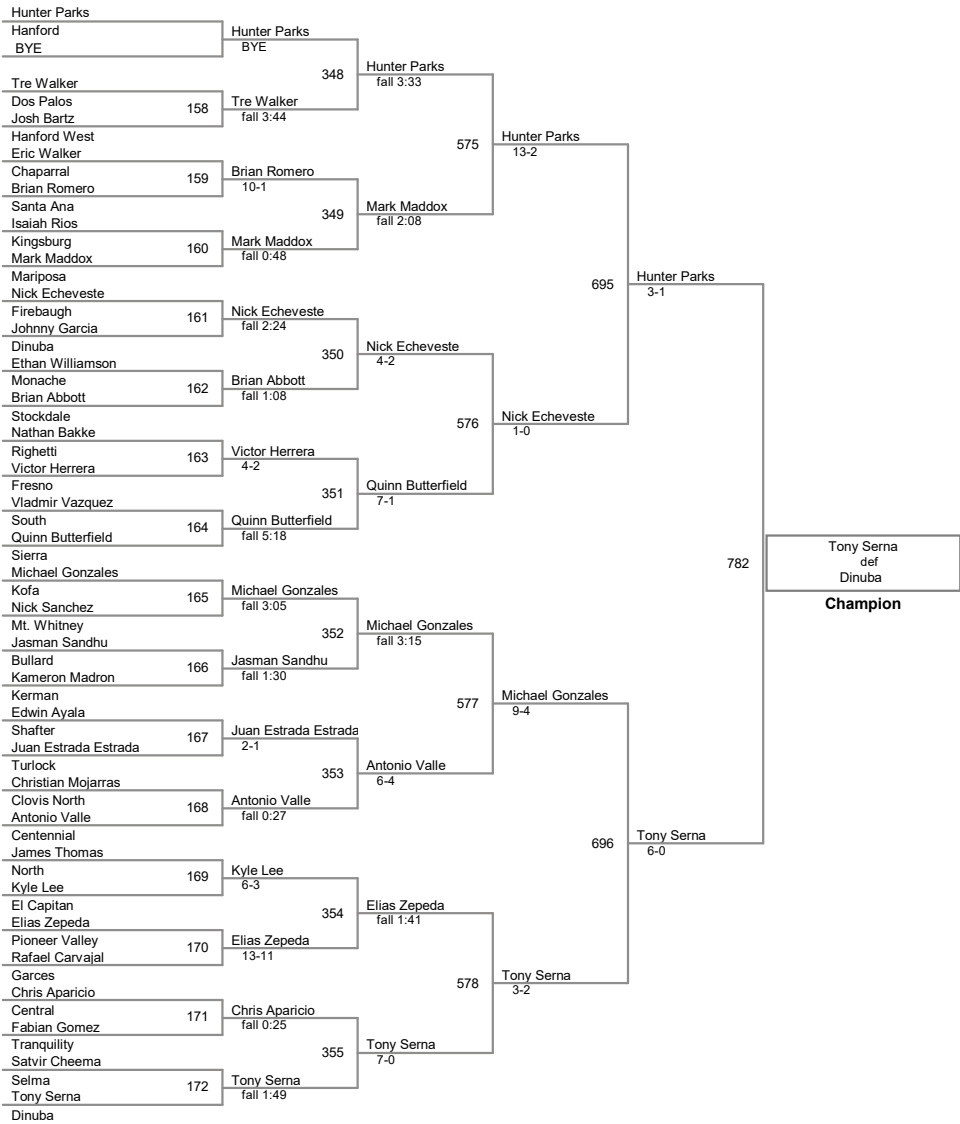 Hunter Parks
Hanford
BYE
Tre Walker
Dos Palos
Josh Bartz
Hanford West
Eric Walker
Chaparral
Brian Romero
Santa Ana
Isaiah Rios
Kingsburg
Mark Maddox
Mariposa
Nick Echeveste
Firebaugh
Johnny Garcia
Dinuba
Ethan Williamson
Monache
Brian Abbott
Stockdale
Nathan Bakke
Righetti
Victor Herrera
Fresno
Vladmir Vazquez
South
Quinn Butterfield
Sierra
Michael Gonzales
Kofa
Nick Sanchez
Mt. Whitney
Jasman Sandhu
Bullard
Kameron Madron
Kerman
Edwin Ayala
Shafter
Juan Estrada Estrada
Turlock
Christian Mojarras
Clovis North
Antonio Valle
Centennial
James Thomas
North
Kyle Lee
El Capitan
Elias Zepeda
Pioneer Valley
Rafael Carvajal
Garces
Chris Aparicio
Central
Fabian Gomez
Tranquility
Satvir Cheema
Selma
Tony Serna
Dinuba
158
159
160
161
162
163
164
165
166
167
168
169
170
171
172
Hunter Parks
BYE
Tre Walker
fall 3:44
Brian Romero
10-1
Mark Maddox
fall 0:48
Nick Echeveste
fall 2:24
Brian Abbott
fall 1:08
Victor Herrera
4-2
Quinn Butterfield
fall 5:18
Michael Gonzales
fall 3:05
Jasman Sandhu
fall 1:30
Juan Estrada Estrada
2-1
Antonio Valle
fall 0:27
Kyle Lee
6-3
Elias Zepeda
13-11
Chris Aparicio
fall 0:25
Tony Serna
fall 1:49
348
349
350
351
352
353
354
355
Hunter Parks
fall 3:33
Mark Maddox
fall 2:08
Nick Echeveste
4-2
Quinn Butterfield
7-1
Michael Gonzales
fall 3:15
Antonio Valle
6-4
Elias Zepeda
fall 1:41
Tony Serna
7-0
575
576
577
578
Hunter Parks
13-2
Nick Echeveste
1-0
Michael Gonzales
9-4
Tony Serna
3-2
695
696
Hunter Parks
3-1
Tony Serna
6-0
782
Tony Serna
def
Dinuba
Champion